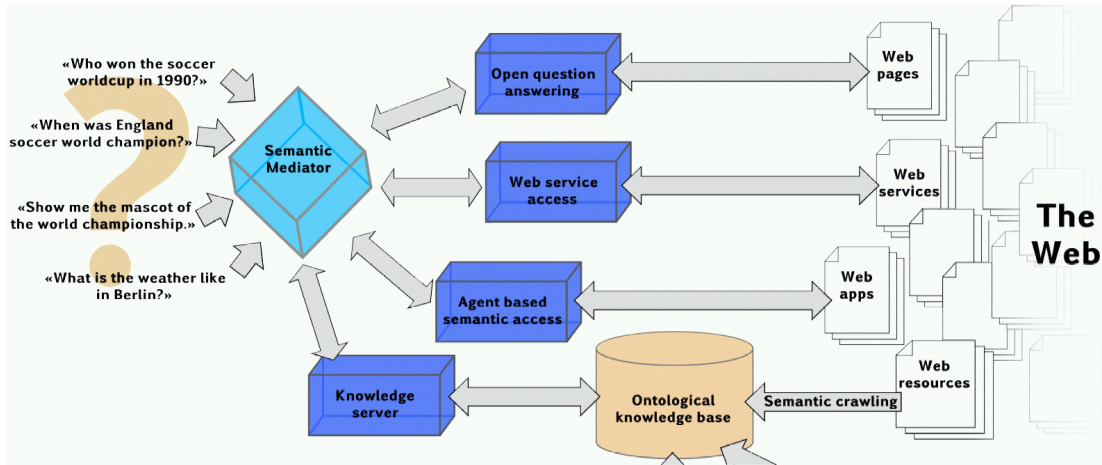 «Who won the soccer
worldcup in 1990?»
«When was England
soccer world champion?»
«Show me the mascot of
the world championship.»
«What is the weather like
in Berlin?»
Semantic
Mediator
Open question
answering
Web service
access
Agent based
semantic access
Knowledge
server
Ontological
knowledge base
Semantic crawling
Web
pages
Web
services
Web
apps
Web
resources
The
Web